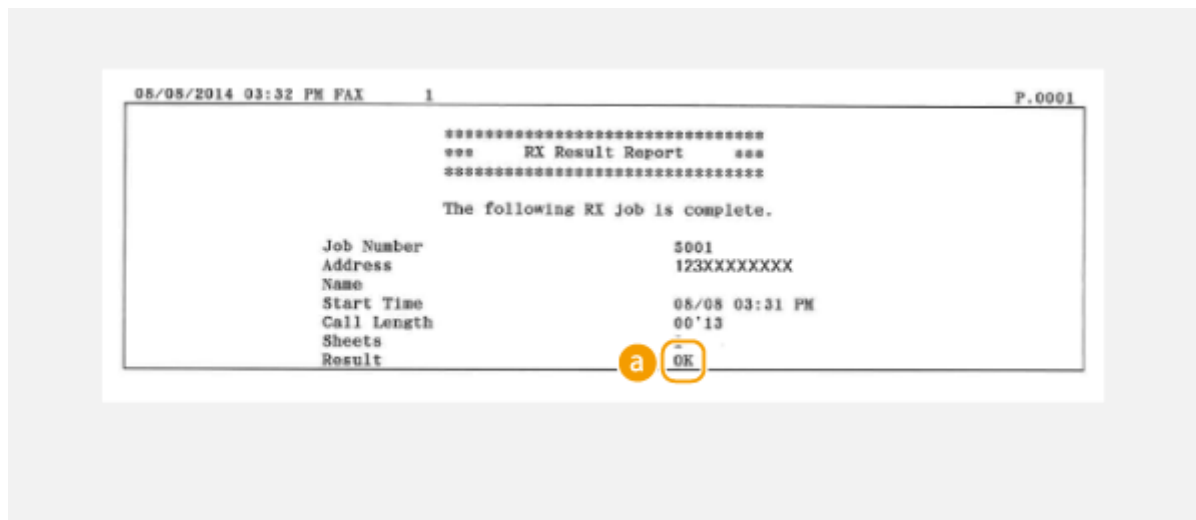 08/08/2014 03:32 PM FAX 1 P.0001
********************************
*** RX Result Report ***
********************************
The following RX job is complete.
Job Number 5001
Address 123XXXXXXXX
Name
Start Time 08/08 03:31 PM
Call Length 00'13
Sheets
Result a OK